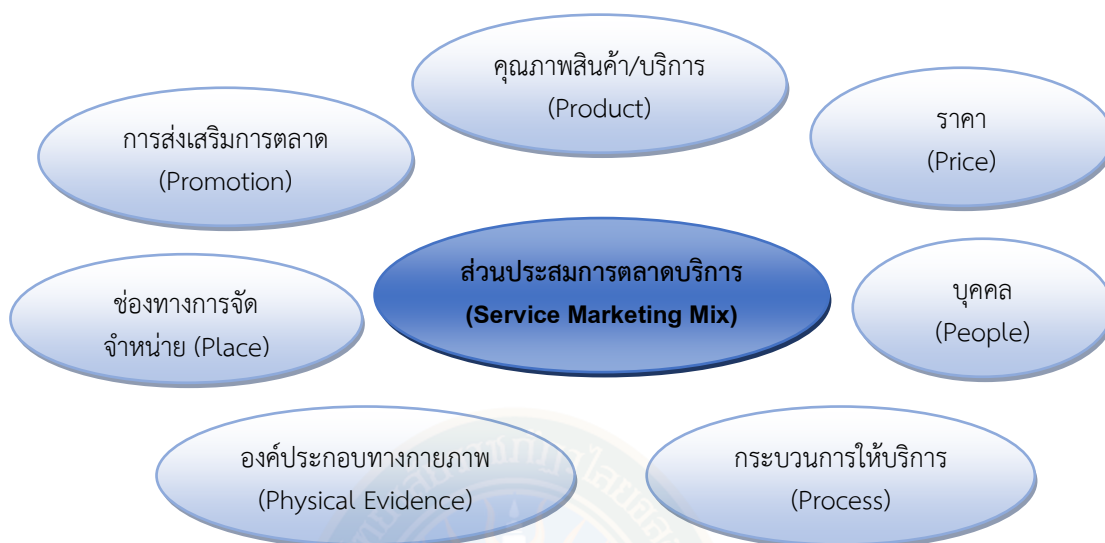 คุณภาพสินค้า/บริการ
(Product)
การส่งเสริมการตลาด
(Promotion)
ราคา
(Price)
ส่วนประสมการตลาดบริการ
(Service Marketing Mix)
ช่องทางการจัด
จำหน่าย (Place)
บุคคล
(People)
องค์ประกอบทางกายภาพ
(Physical Evidence)
กระบวนการให้บริการ
(Process)